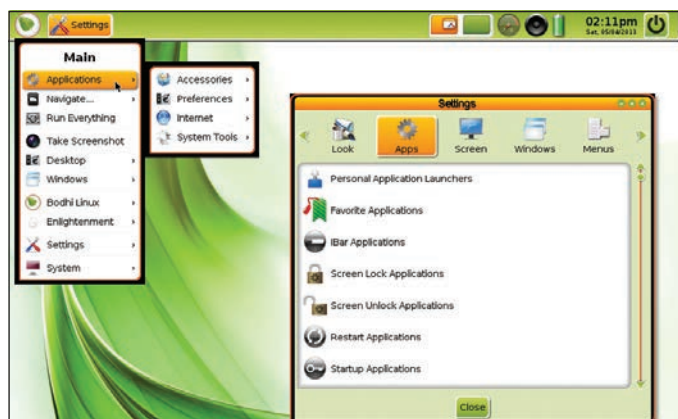 Settings
02:11pm
Sat, 05/04/2013
Main
Applications
Navigate...
Run Everything
Take Screenshot
Desktop
Windows
Bodhi Linux
Enlightenment
Settings
System
Accessories
Preferences
Internet
System Tools
Settings
Look
Apps
Screen
Windows
Menus
Personal Application Launchers
Favorite Applications
IBar Applications
Screen Lock Applications
Screen Unlock Applications
Restart Applications
Startup Applications
Close